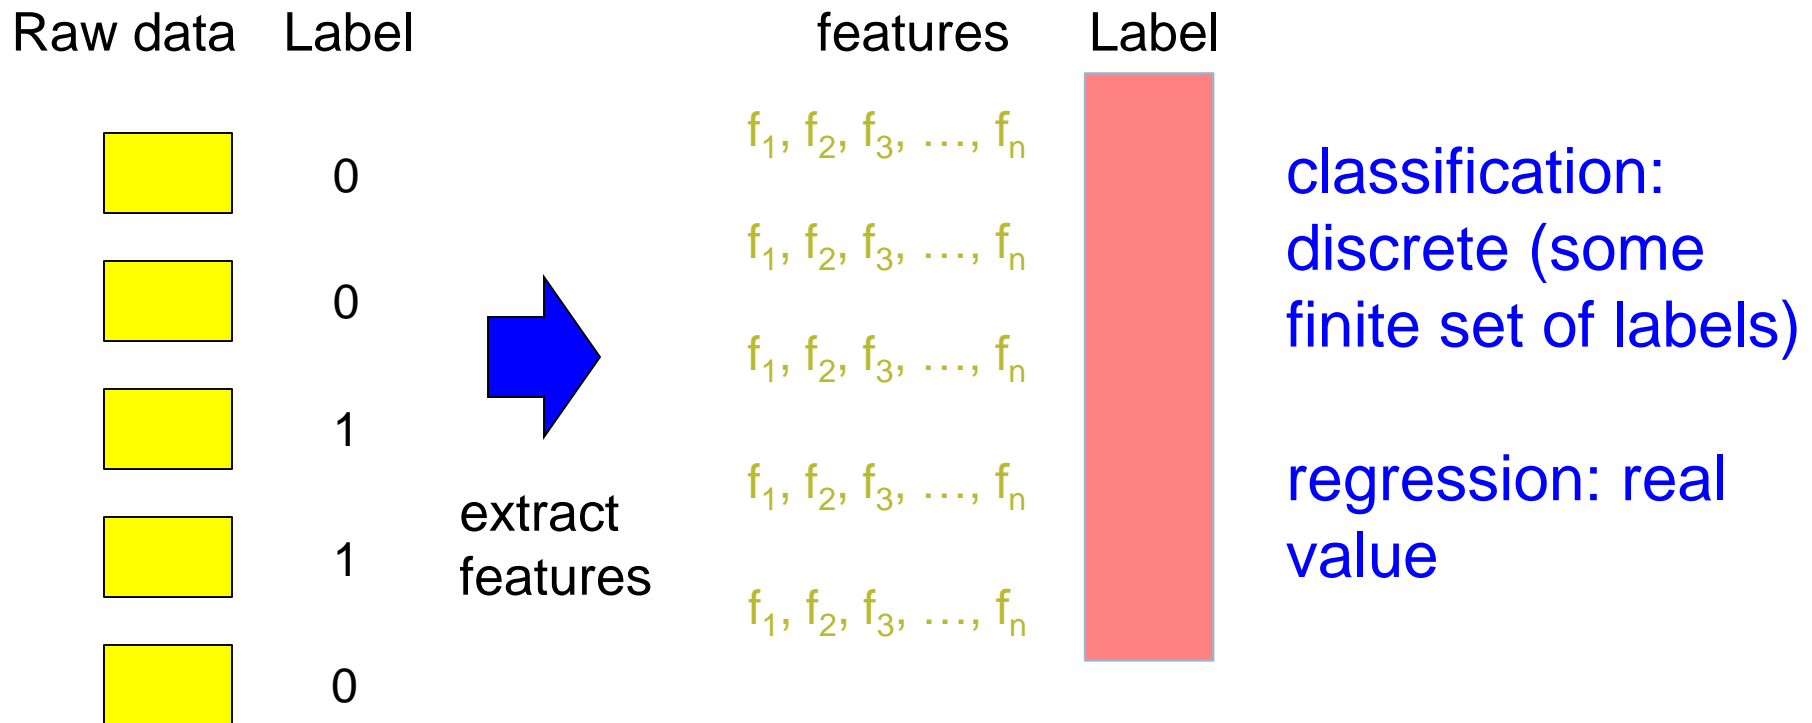 Raw data Label features Label
0
0
1
1
0
extract
features
f1, f2, f3, …, fn
f1, f2, f3, …, fn
f1, f2, f3, …, fn
f1, f2, f3, …, fn
f1, f2, f3, …, fn
classification:
discrete (some
finite set of labels)
regression: real
value